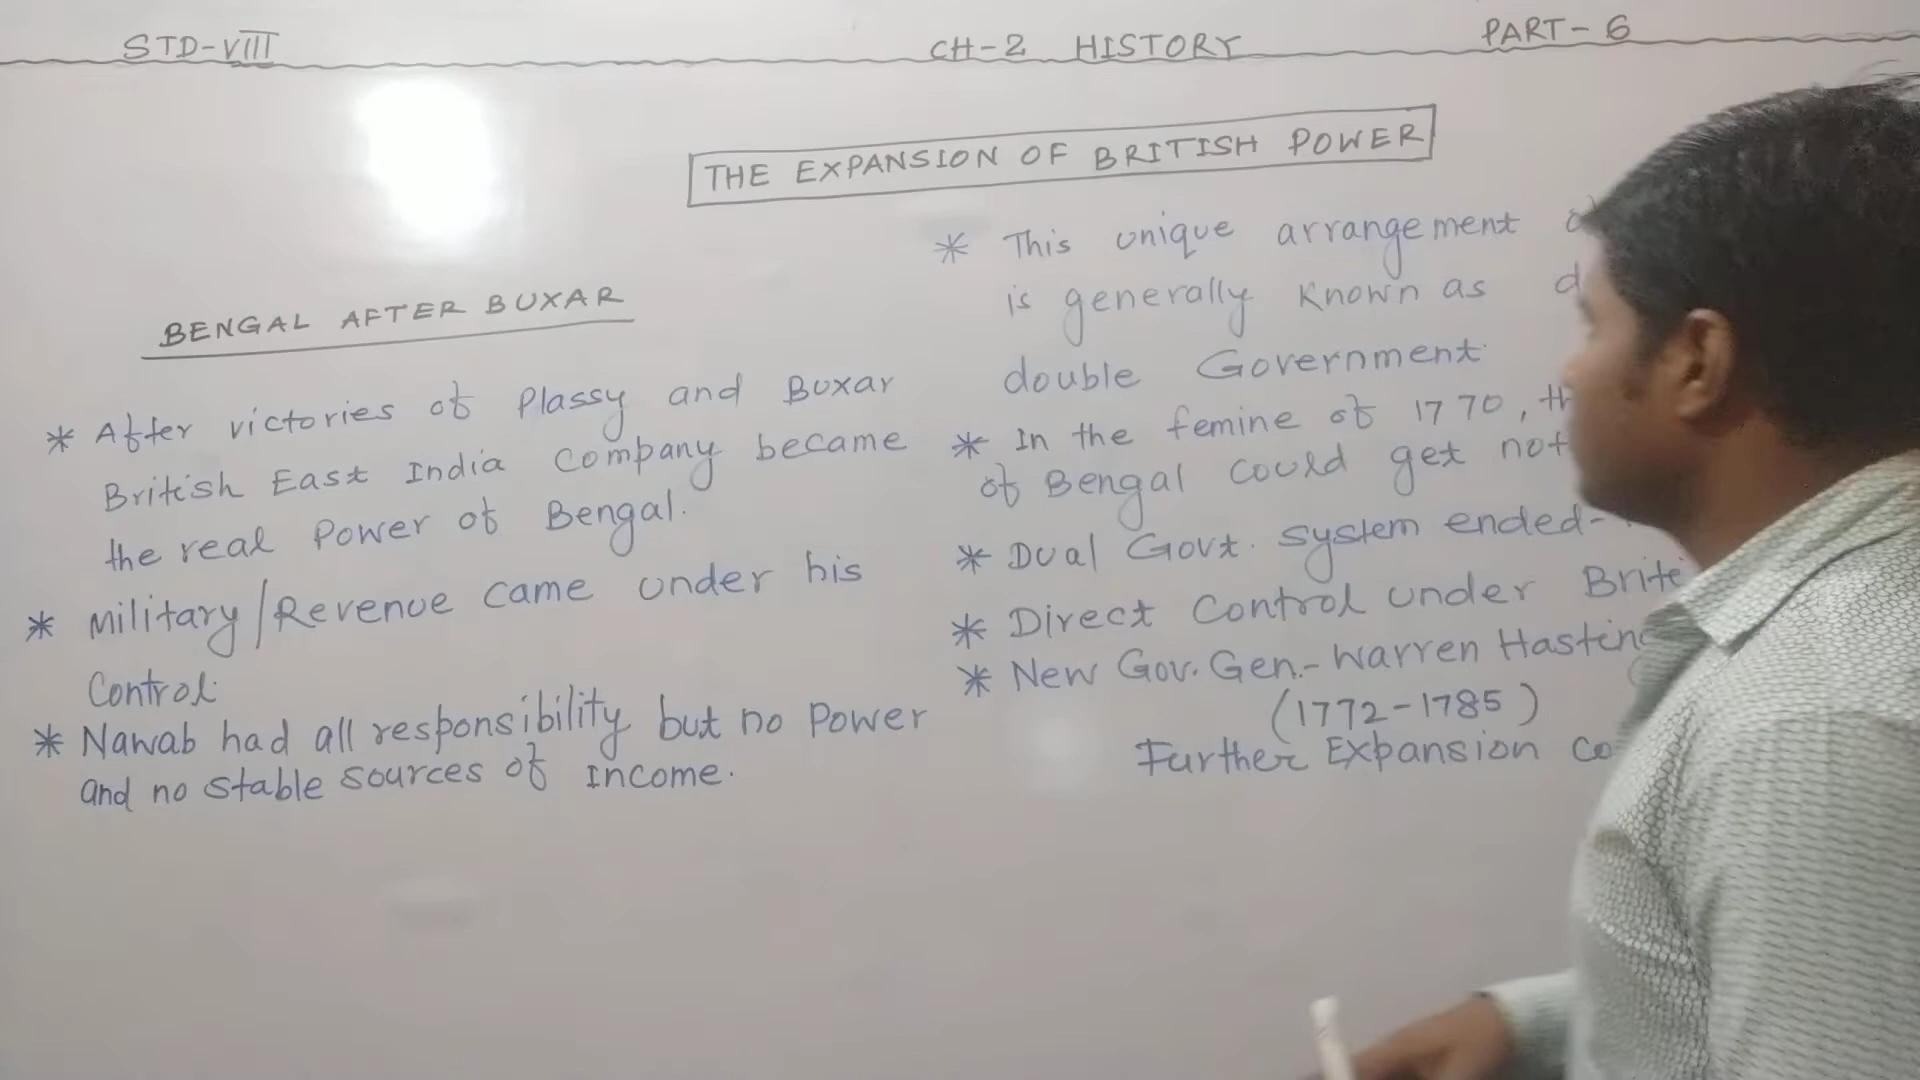 STD-VIII
CH-2 HISTORY
PART-6
THE EXPANSION OF BRITISH POWER
BENGAL AFTER BUXAR
* After victories of Plassy and Buxar
British East India Company became
the real Power of Bengal.
* Military/Revenue came under his
Control.
* Nawab had all responsibility but no Power
and no stable sources of Income.
* This unique arrangement
is generally known as
double Government.
* In the femine of 1770,
of Bengal could get
* Dual Govt. system ended-
* Direct Control under
* New Gov. Gen.- Warren
(1772-1785)
Further Expansion